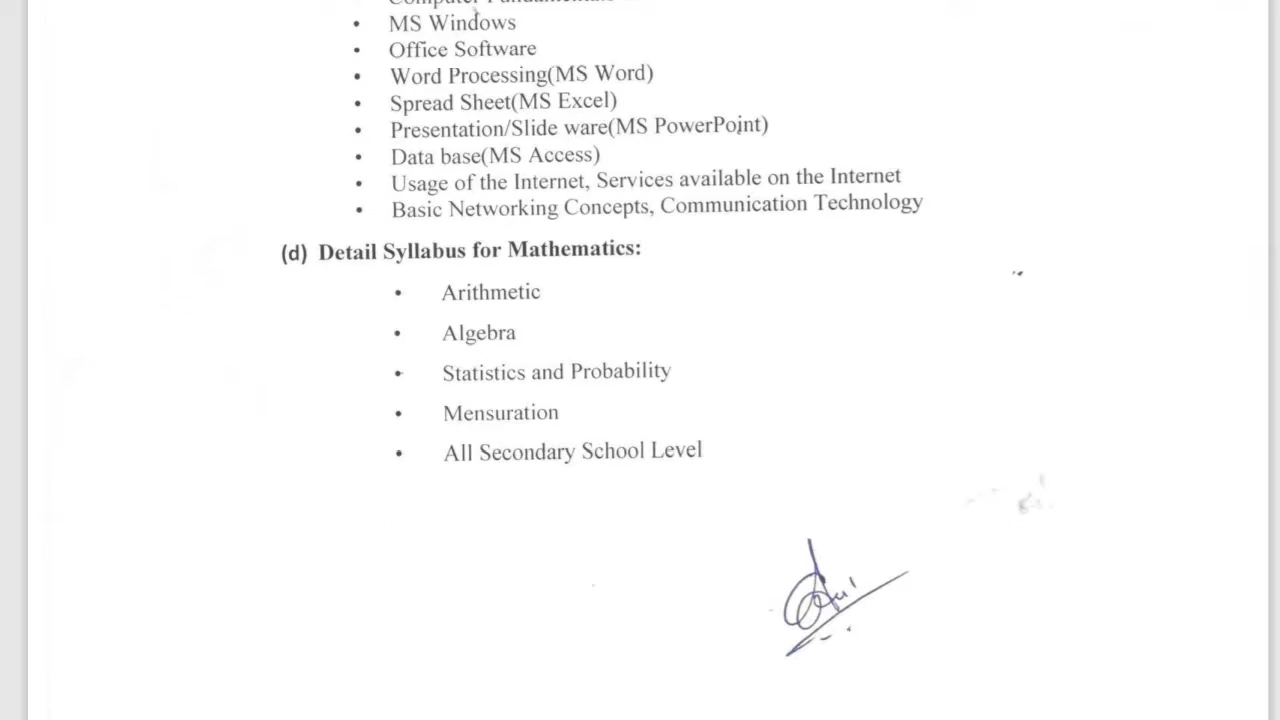 Computer Fundamentals
• MS Windows
• Office Software
• Word Processing(MS Word)
• Spread Sheet(MS Excel)
• Presentation/Slide ware(MS PowerPoint)
• Data base(MS Access)
• Usage of the Internet, Services available on the Internet
• Basic Networking Concepts, Communication Technology
(d) Detail Syllabus for Mathematics:
• Arithmetic
• Algebra
• Statistics and Probability
• Mensuration
• All Secondary School Level